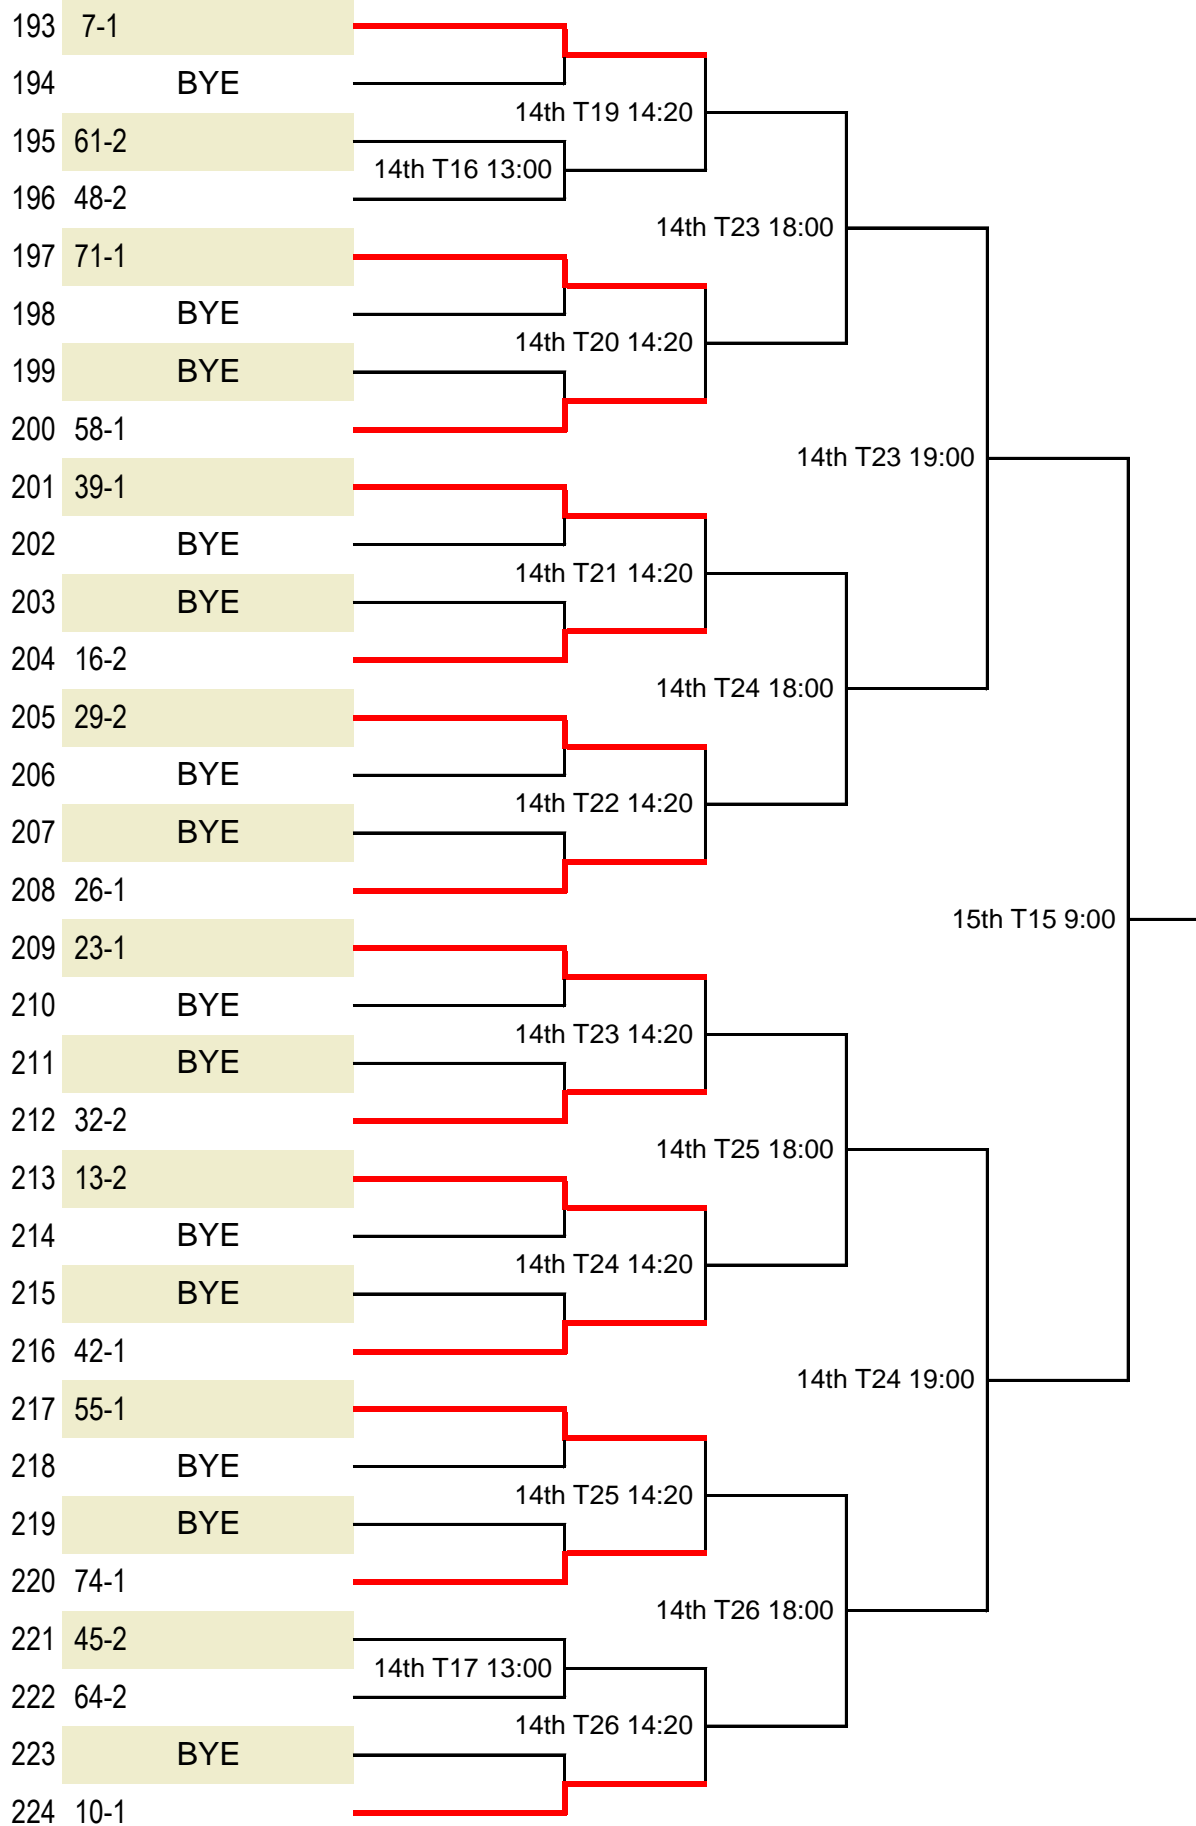 193 7-1
194 BYE
14th T19 14:20
195 61-2
14th T16 13:00
196 48-2
14th T23 18:00
197 71-1
198 BYE
14th T20 14:20
199 BYE
200 58-1
14th T23 19:00
201 39-1
202 BYE
14th T21 14:20
203 BYE
204 16-2
14th T24 18:00
205 29-2
206 BYE
14th T22 14:20
207 BYE
208 26-1
15th T15 9:00
209 23-1
210 BYE
14th T23 14:20
211 BYE
212 32-2
14th T25 18:00
213 13-2
214 BYE
14th T24 14:20
215 BYE
216 42-1
14th T24 19:00
217 55-1
218 BYE
14th T25 14:20
219 BYE
220 74-1
14th T26 18:00
221 45-2
14th T17 13:00
222 64-2
14th T26 14:20
223 BYE
224 10-1